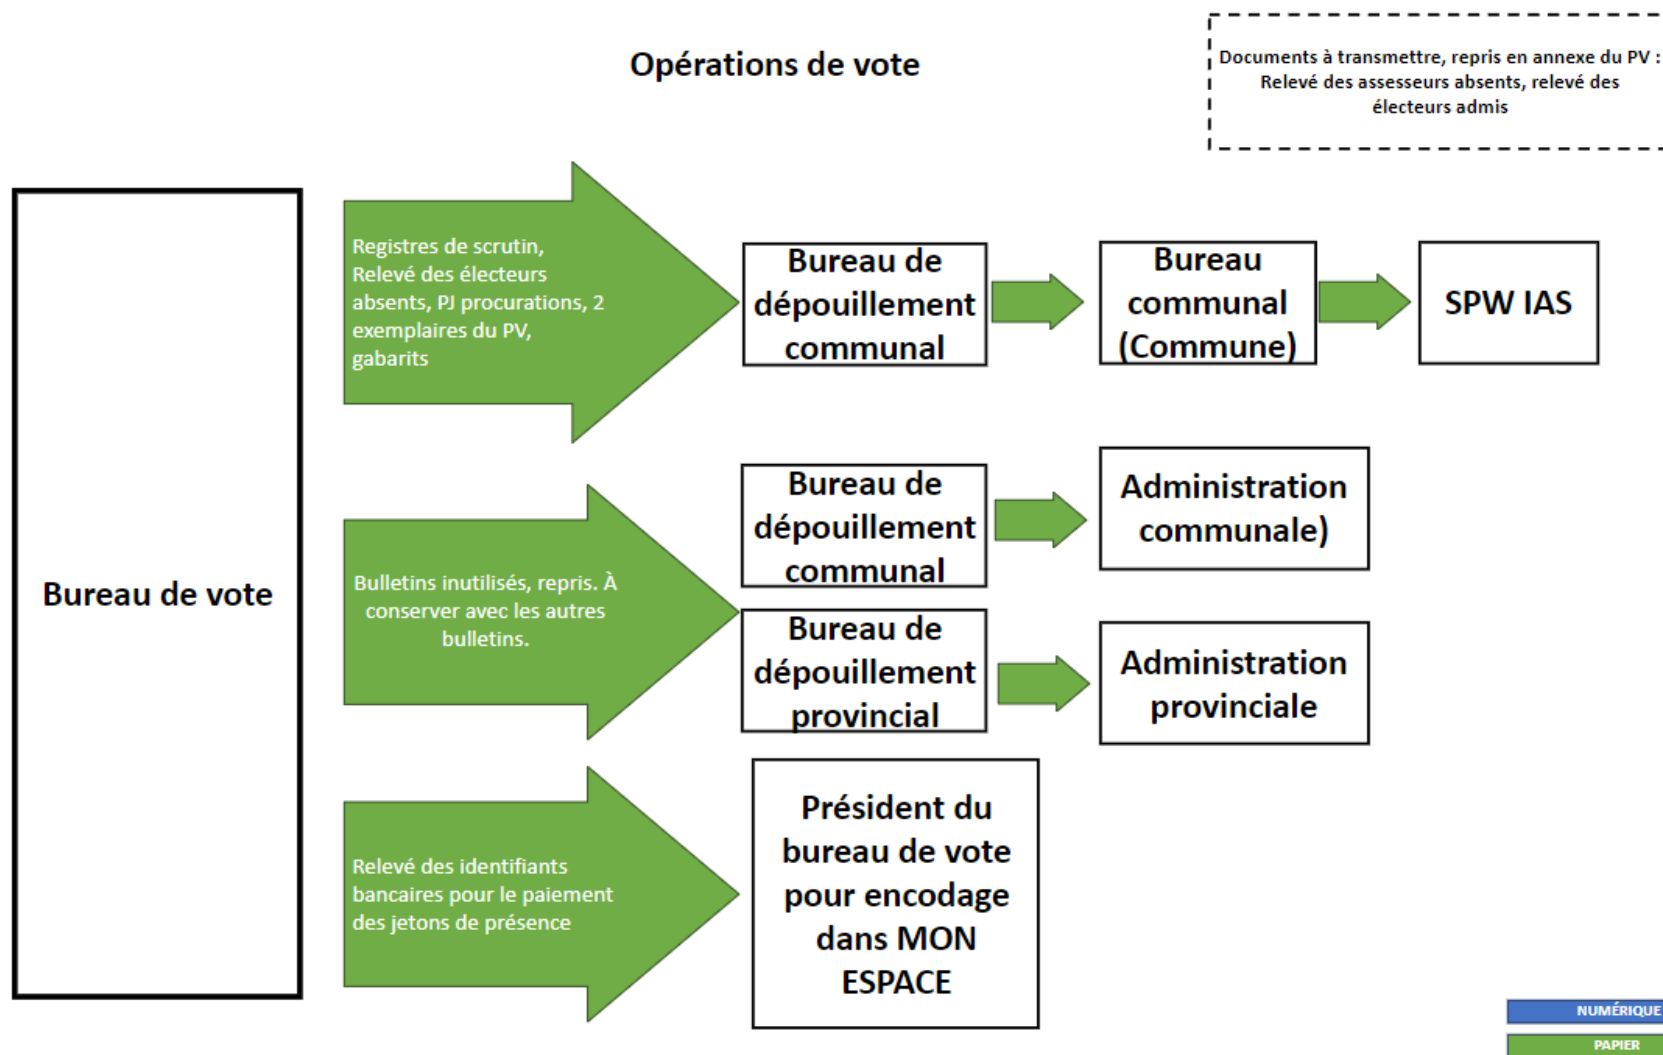 Opérations de vote
Documents à transmettre, repris en annexe du PV :
Relevé des assesseurs absents, relevé des
électeurs admis
Bureau de vote
Registres de scrutin,
Relevé des électeurs
absents, PJ procurations, 2
exemplaires du PV,
gabarits
Bureau de
dépouillement
communal
Bureau
communal
(Commune)
SPW IAS
Bulletins inutilisés, repris. À
conserver avec les autres
bulletins.
Bureau de
dépouillement
communal
Administration
communale)
Bureau de
dépouillement
provincial
Administration
provinciale
Relevé des identifiants
bancaires pour le paiement
des jetons de présence
Président du
bureau de vote
pour encodage
dans MON
ESPACE
NUMÉRIQUE
PAPIER